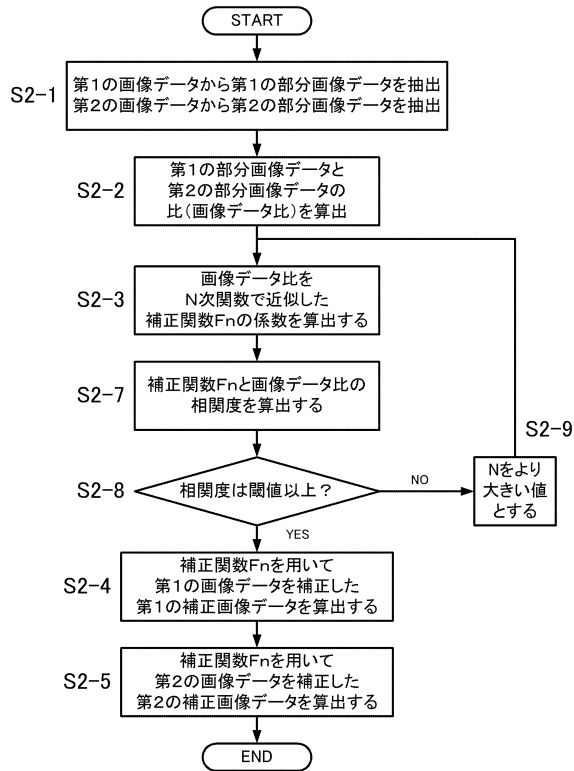 START
S2-1
第1の画像データから第1の部分画像データを抽出
第2の画像データから第2の部分画像データを抽出
S2-2
第1の部分画像データと
第2の部分画像データの
比(画像データ比)を算出
S2-3
画像データ比を
N次関数で近似した
補正関数Fnの係数を算出する
S2-7
補正関数Fnと画像データ比の
相関度を算出する
S2-8
相関度は閾値以上?
NO
YES
S2-9
Nをより
大きい値
とする
S2-4
補正関数Fnを用いて
第1の画像データを補正した
第1の補正画像データを算出する
S2-5
補正関数Fnを用いて
第2の画像データを補正した
第2の補正画像データを算出する
END